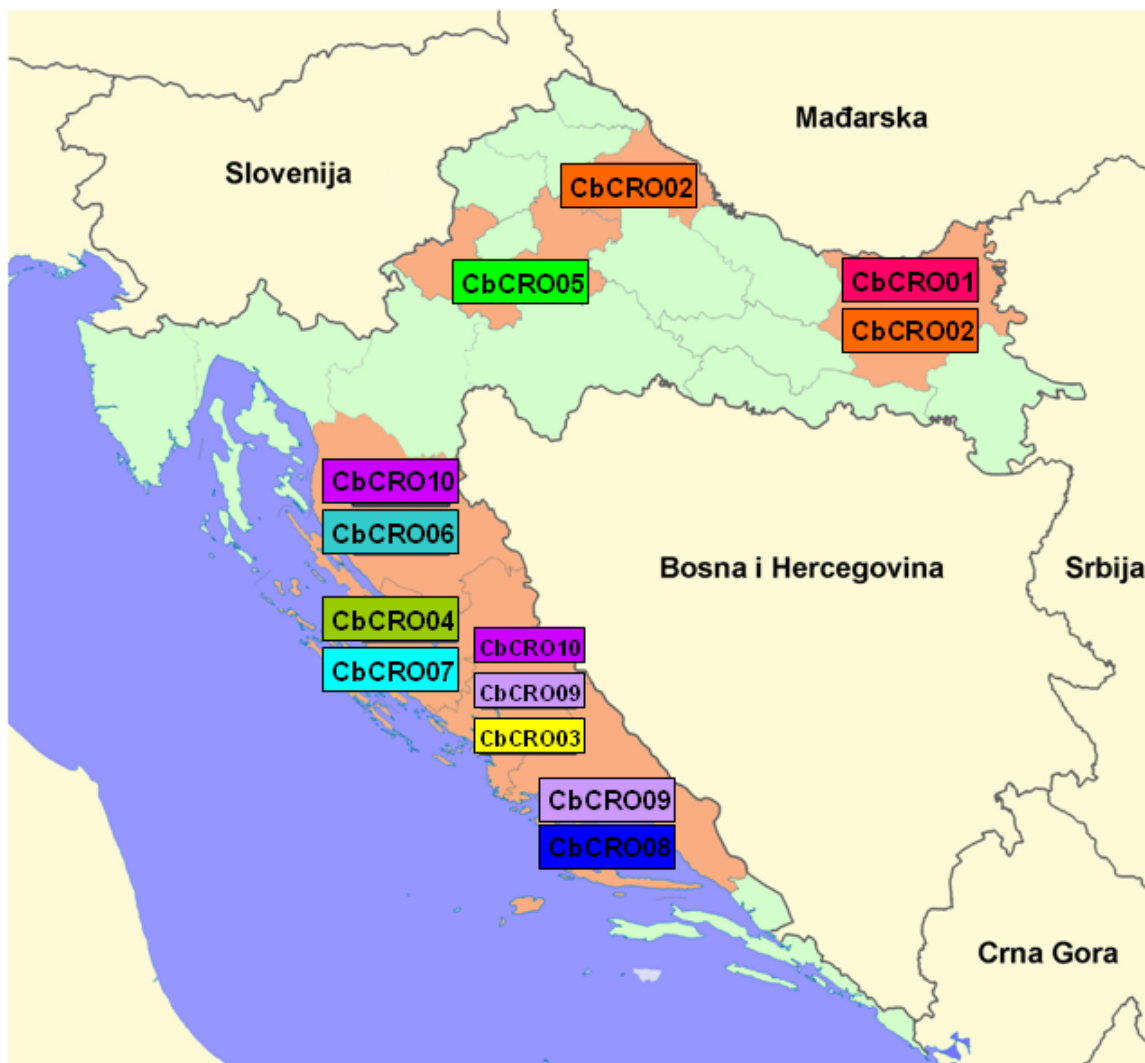 Mađarska
Slovenija
CbCRO02
CbCRO05
CbCRO01
CbCRO02
CbCRO10
CbCRO06
Bosna i Hercegovina
Srbija
CbCRO04
CbCRO07
CbCRO10
CbCRO09
CbCRO03
CbCRO09
CbCRO08
Crna Gora